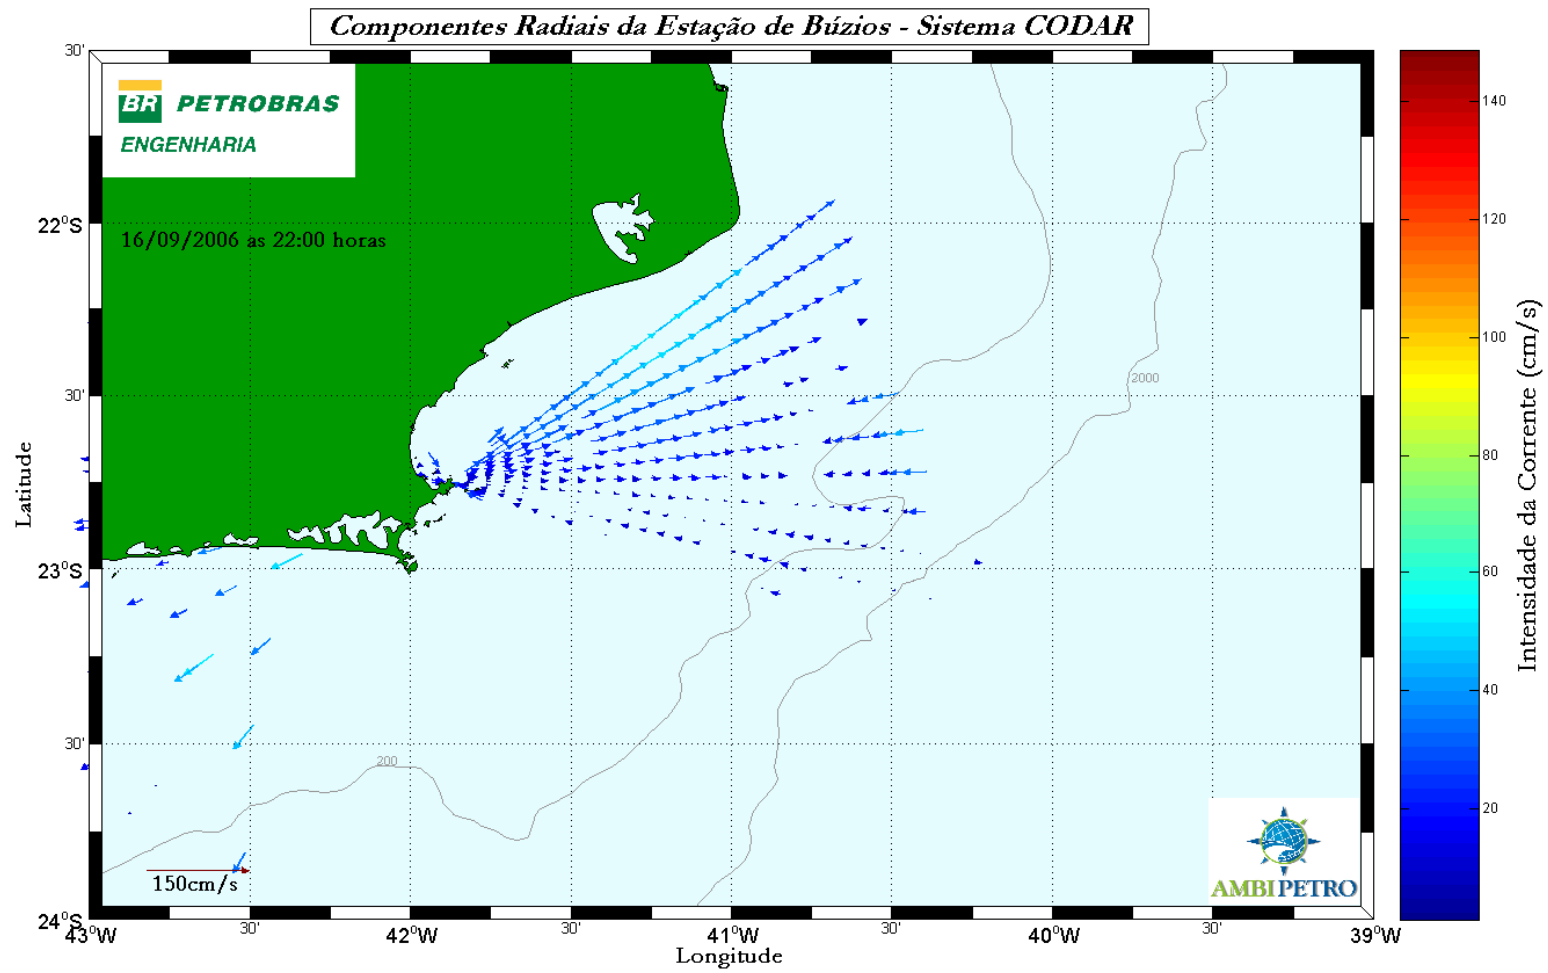 Componentes Radiais da Estação de Búzios - Sistema CODAR
BR PETROBRAS
ENGENHARIA
16/09/2006 as 22:00 horas
30'
22°S
30'
23°S
30'
24°S
Latitude
2000
200
150cm/s
AMBIPETRO
43°W
30'
42°W
30'
41°W
30'
40°W
30'
39°W
Longitude
140
120
100
80
60
40
20
Intensidade da Corrente (cm/s)